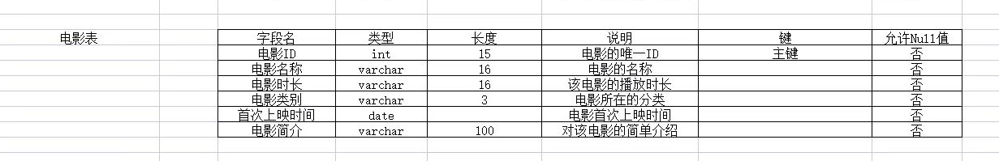 电影表 字段名 类型 长度 说明 键 允许Null值
电影ID int 15 电影的唯一ID 主键 否
电影名称 varchar 16 电影的名称 否
电影时长 varchar 16 该电影的播放时长 否
电影类别 varchar 3 电影所在的分类 否
首次上映时间 date 电影首次上映时间 否
电影简介 varchar 100 对该电影的简单介绍 否